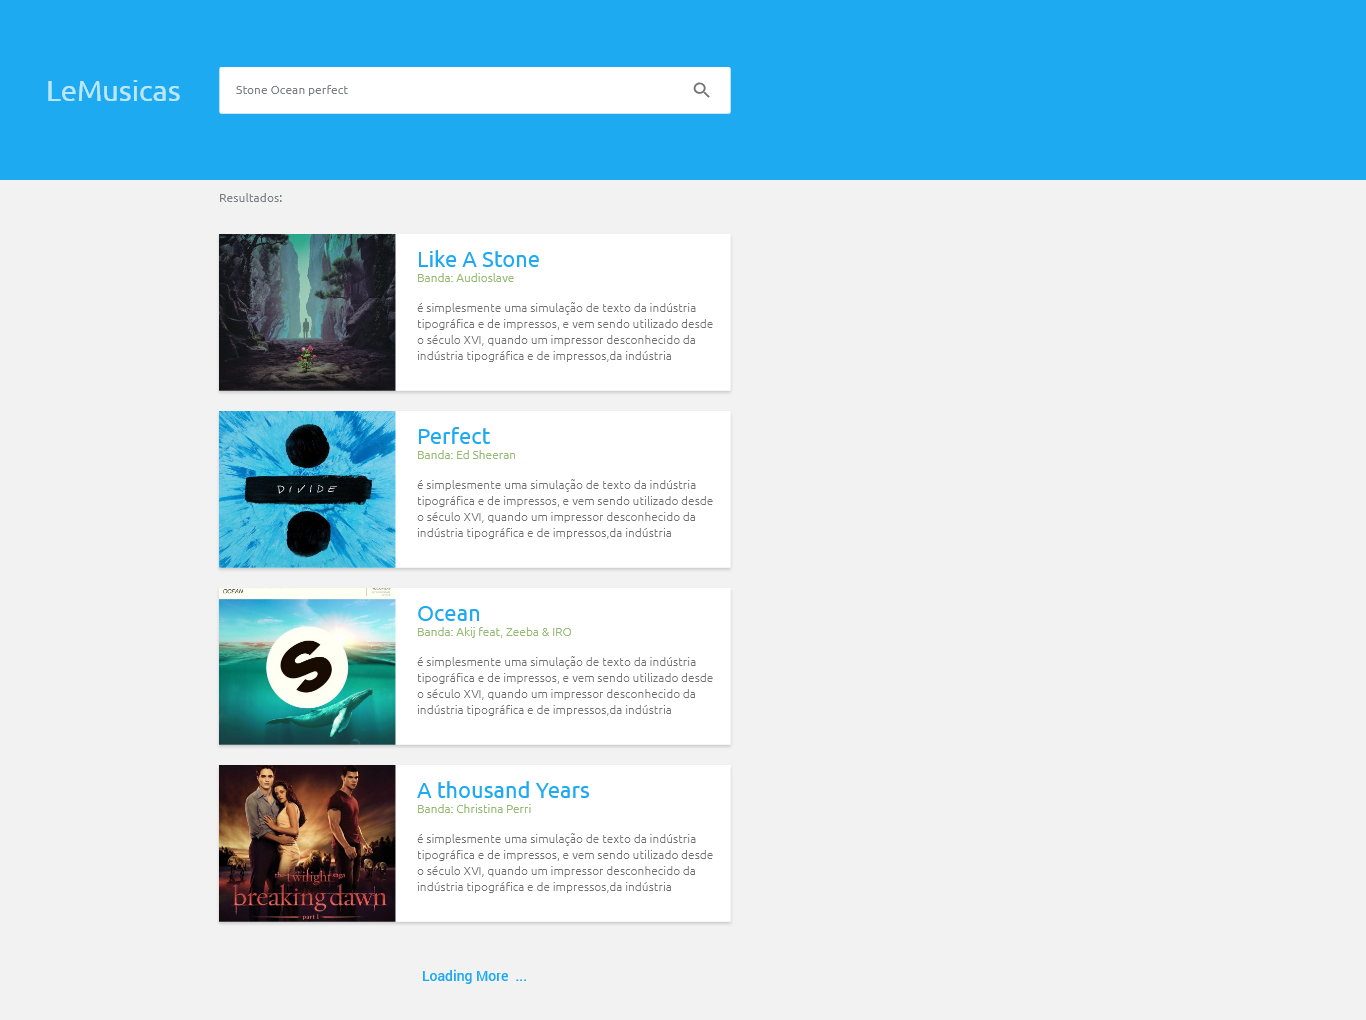 LeMusicas
Stone Ocean perfect
Resultados:
Like A Stone
Banda: Audioslave
é simplesmente uma simulação de texto da indústria
tipográfica e de impressos, e vem sendo utilizado desde
o século XVI, quando um impressor desconhecido da
indústria tipográfica e de impressos,da indústria
DIVIDE
Perfect
Banda: Ed Sheeran
é simplesmente uma simulação de texto da indústria
tipográfica e de impressos, e vem sendo utilizado desde
o século XVI, quando um impressor desconhecido da
indústria tipográfica e de impressos,da indústria
OCEAN
S
Ocean
Banda: Akij feat, Zeeba & IRO
é simplesmente uma simulação de texto da indústria
tipográfica e de impressos, e vem sendo utilizado desde
o século XVI, quando um impressor desconhecido da
indústria tipográfica e de impressos,da indústria
the twilight saga
breaking dawn
part 1
A thousand Years
Banda: Christina Perri
é simplesmente uma simulação de texto da indústria
tipográfica e de impressos, e vem sendo utilizado desde
o século XVI, quando um impressor desconhecido da
indústria tipográfica e de impressos,da indústria
Loading More ...